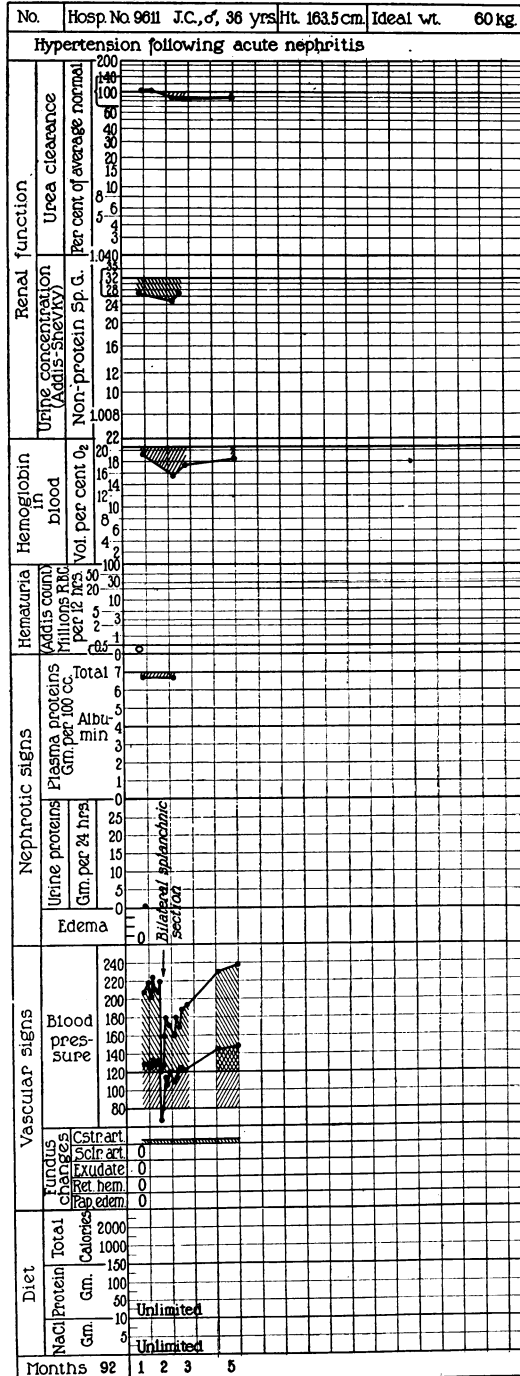 No. Hosp. No. 9611 J.C., ♂, 36 yrs. Ht. 163.5 cm. Ideal wt. 60 kg.
Hypertension following acute nephritis
Renal function
Urea clearance
Per cent of average normal
200
140
100
60
40
30
20
15
10
8
6
5
4
3
Urine concentration
(Addis-Shevky)
Non-protein Sp. G.
1.040
35
32
28
24
20
16
12
10
1.008
Hemoglobin
in
blood
Vol. per cent O₂
22
20
18
16
14
12
10
8
6
4
2
Hematuria
(Addis count)
Millions R.B.C.
per 12 hrs.
100
50
30
20
10
5
3
2
1
0.5
0
0
Nephrotic signs
Plasma proteins
Gm. per 100 cc.
Total 7
6
5
Albu-
min
4
3
2
1
0
Urine proteins
Gm. per 24 hrs.
25
20
15
10
5
0
Bilateral splanchnic
section
Edema
0
Vascular signs
Blood
pres-
sure
240
220
200
180
160
140
120
100
80
Fundus
changes
Cstr. art.
Sclr. art. 0
Exudate 0
Ret. hem. 0
Pap. edem. 0
Diet
Total
Calories
2000
1000
Protein
Gm.
150
100
50
Unlimited
NaCl
Gm.
10
5
Unlimited
Months 92 1 2 3 5